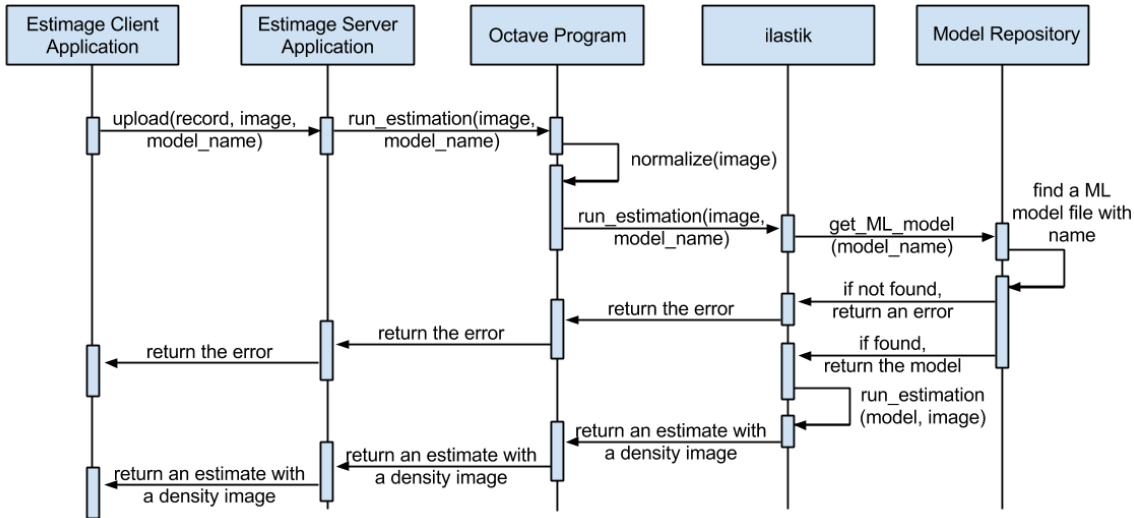 Estimage Client
Application
Estimage Server
Application
Octave Program
ilastik
Model Repository
upload(record, image,
model_name)
run_estimation(image,
model_name)
normalize(image)
run_estimation(image,
model_name)
get_ML_model
(model_name)
find a ML
model file with
name
if not found,
return an error
return the error
return the error
return the error
if found,
return the model
run_estimation
(model, image)
return an estimate with
a density image
return an estimate with
a density image
return an estimate with
a density image